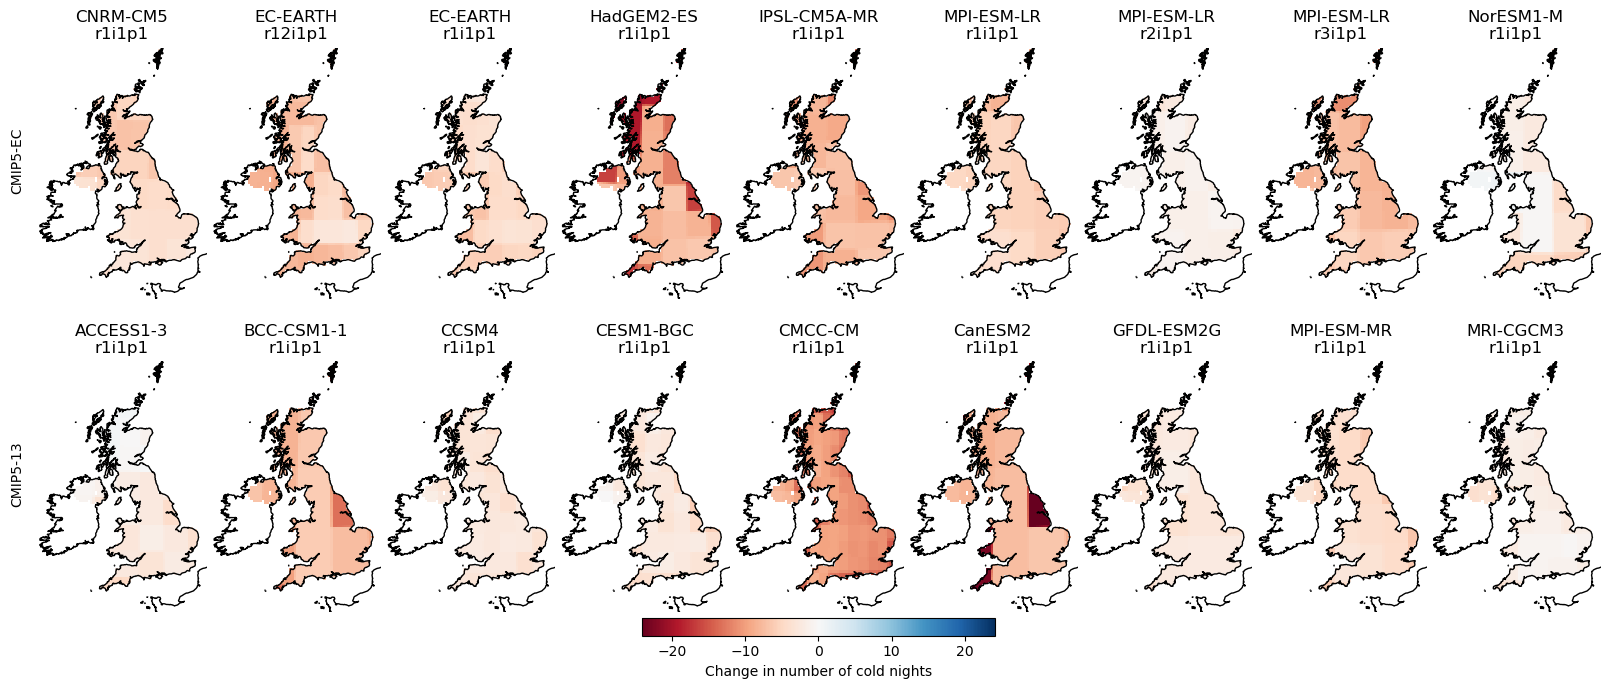 CNRM-CM5
r1i1p1
EC-EARTH
r12i1p1
EC-EARTH
r1i1p1
HadGEM2-ES
r1i1p1
IPSL-CM5A-MR
r1i1p1
MPI-ESM-LR
r1i1p1
MPI-ESM-LR
r2i1p1
MPI-ESM-LR
r3i1p1
NorESM1-M
r1i1p1
CMIP5-EC
ACCESS1-3
r1i1p1
BCC-CSM1-1
r1i1p1
CCSM4
r1i1p1
CESM1-BGC
r1i1p1
CMCC-CM
r1i1p1
CanESM2
r1i1p1
GFDL-ESM2G
r1i1p1
MPI-ESM-MR
r1i1p1
MRI-CGCM3
r1i1p1
CMIP5-13
−20 −10 0 10 20
Change in number of cold nights